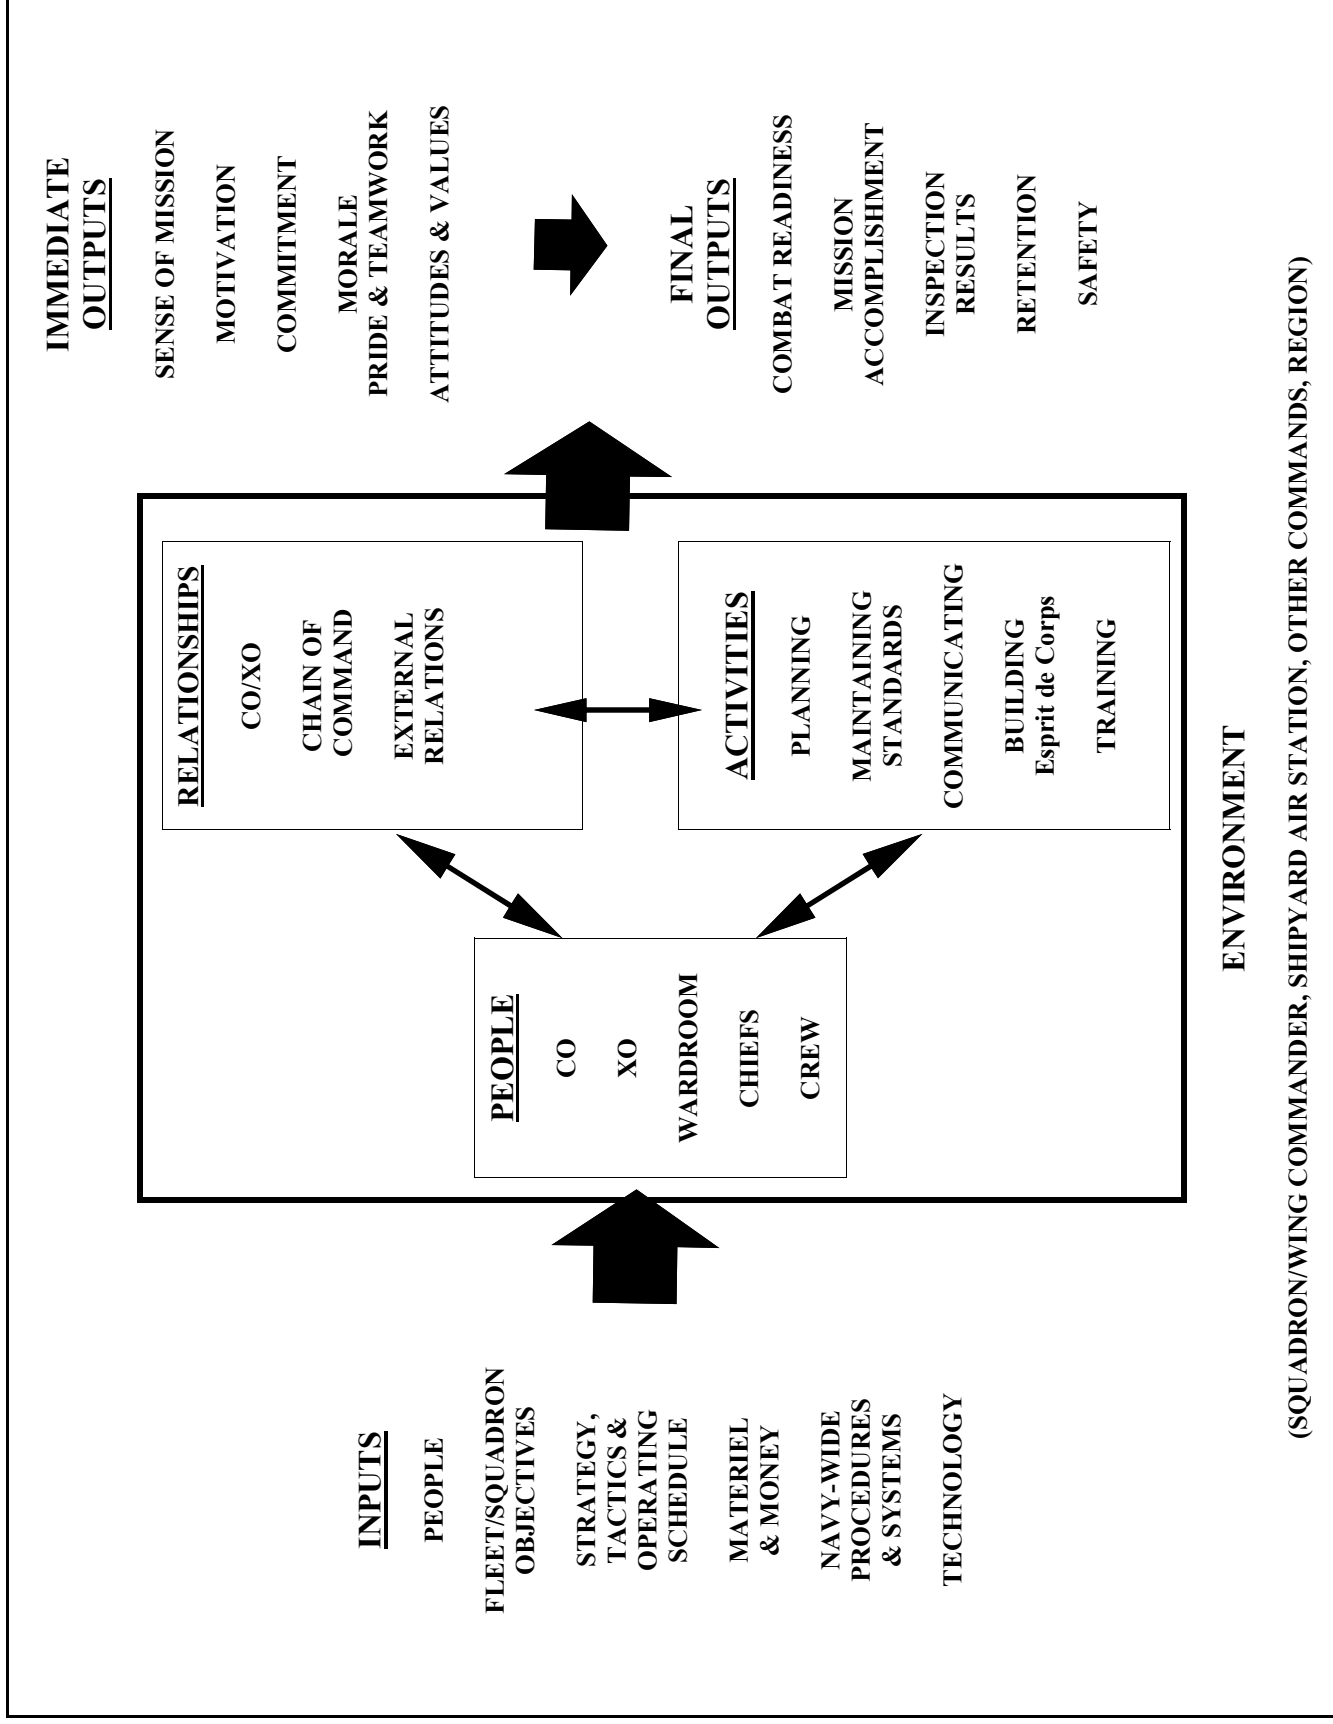 INPUTS
PEOPLE
FLEET/SQUADRON
OBJECTIVES
STRATEGY,
TACTICS &
OPERATING
SCHEDULE
MATERIEL
& MONEY
NAVY-WIDE
PROCEDURES
& SYSTEMS
TECHNOLOGY
PEOPLE
CO
XO
WARDROOM
CHIEFS
CREW
RELATIONSHIPS
CO/XO
CHAIN OF
COMMAND
EXTERNAL
RELATIONS
ACTIVITIES
PLANNING
MAINTAINING
STANDARDS
COMMUNICATING
BUILDING
Esprit de Corps
TRAINING
IMMEDIATE
OUTPUTS
SENSE OF MISSION
MOTIVATION
COMMITMENT
MORALE
PRIDE & TEAMWORK
ATTITUDES & VALUES
FINAL
OUTPUTS
COMBAT READINESS
MISSION
ACCOMPLISHMENT
INSPECTION
RESULTS
RETENTION
SAFETY
ENVIRONMENT
(SQUADRON/WING COMMANDER, SHIPYARD AIR STATION, OTHER COMMANDS, REGION)